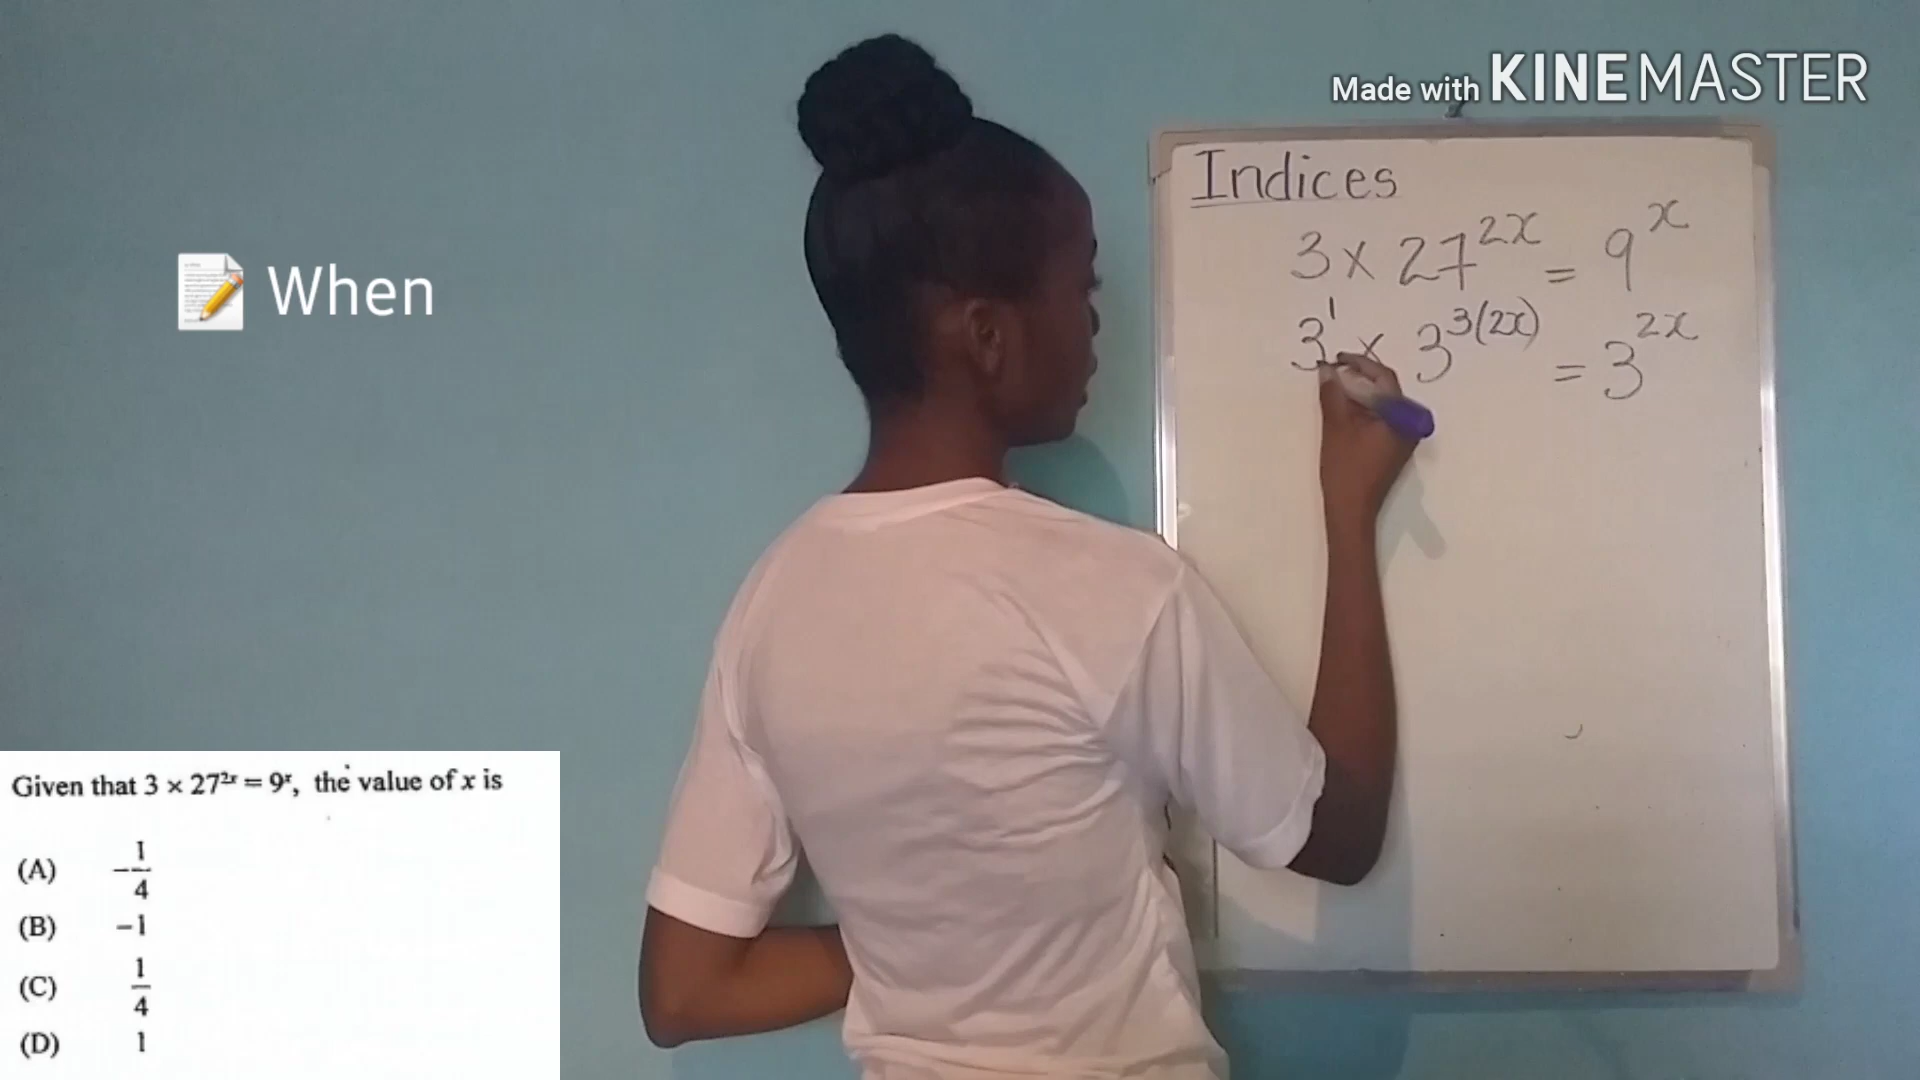 Made with KINEMASTER
Indices
3 × 27^2x = 9^x
3^1 × 3^3(2x) = 3^2x
📝 When
Given that 3 × 27^2x = 9^x, the value of x is
(A) -1/4
(B) -1
(C) 1/4
(D) 1